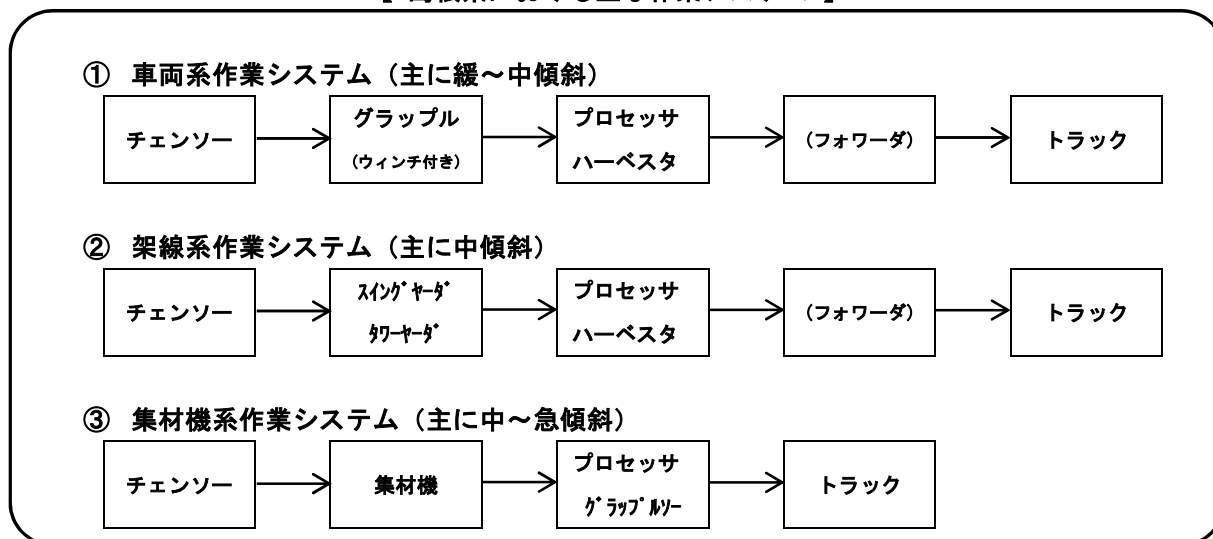 ① 車両系作業システム（主に緩～中傾斜）
チェンソー
グラップル
(ウィンチ付き)
プロセッサ
ハーベスタ
(フォワーダ)
トラック
② 架線系作業システム（主に中傾斜）
チェンソー
ｽｲﾝｸﾞﾔｰﾀﾞ
ﾀﾜｰﾔｰﾀﾞ
プロセッサ
ハーベスタ
(フォワーダ)
トラック
③ 集材機系作業システム（主に中～急傾斜）
チェンソー
集材機
プロセッサ
ｸﾞﾗｯﾌﾟﾙｿｰ
トラック